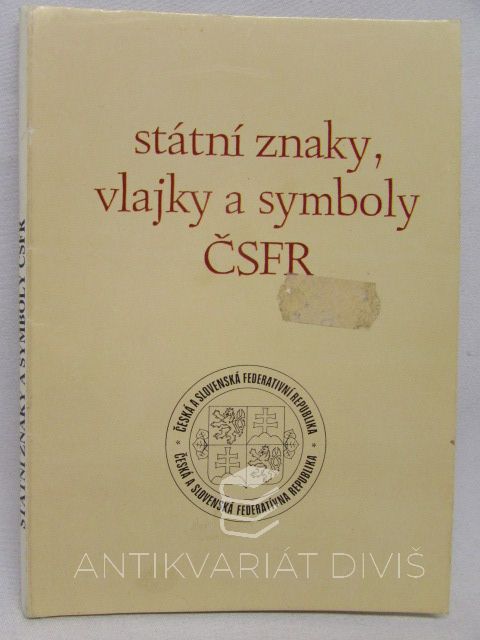 státní znaky,
vlajky a symboly
ČSFR
STÁTNÍ ZNAKY A SYMBOLY ČSFR
ČESKÁ A SLOVENSKÁ FEDERATIVNÍ REPUBLIKA
ČESKÁ A SLOVENSKÁ FEDERATÍVNA REPUBLIKA
ANTIKVARIÁT DIVIŠ